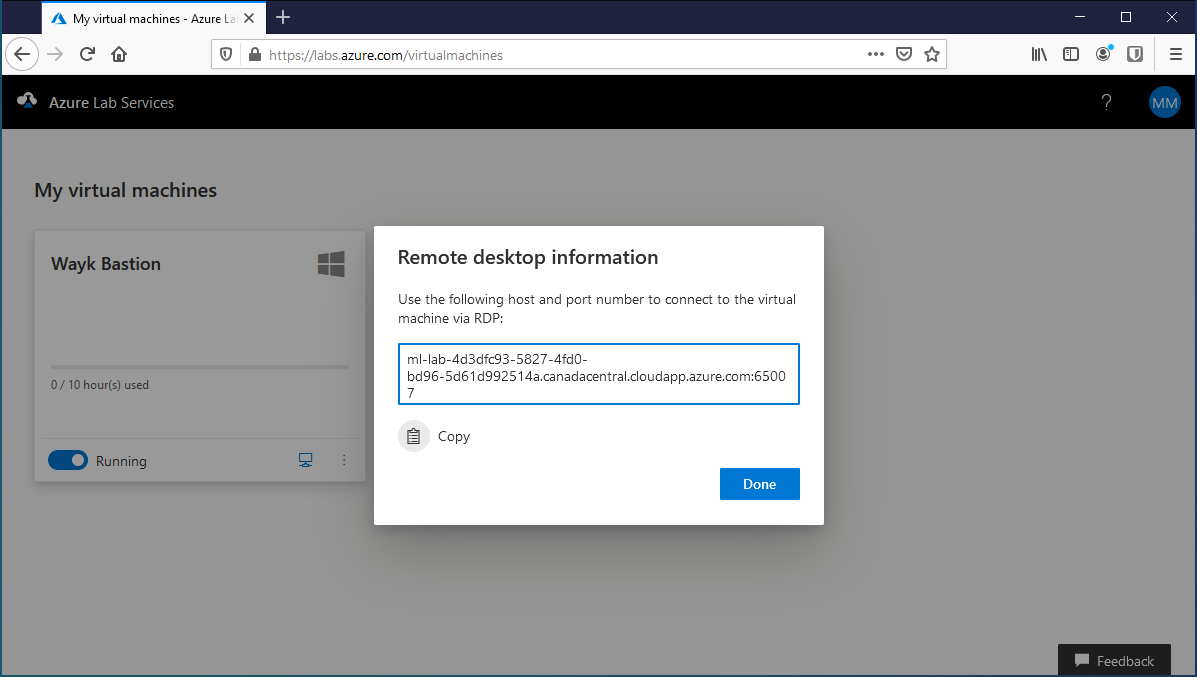 My virtual machines - Azure La
https://labs.azure.com/virtualmachines
Azure Lab Services
?
MM
My virtual machines
Wayk Bastion
0 / 10 hour(s) used
Running
Remote desktop information
Use the following host and port number to connect to the virtual
machine via RDP:
ml-lab-4d3dfc93-5827-4fd0-
bd96-5d61d992514a.canadacentral.cloudapp.azure.com:6500
7
Copy
Done
Feedback